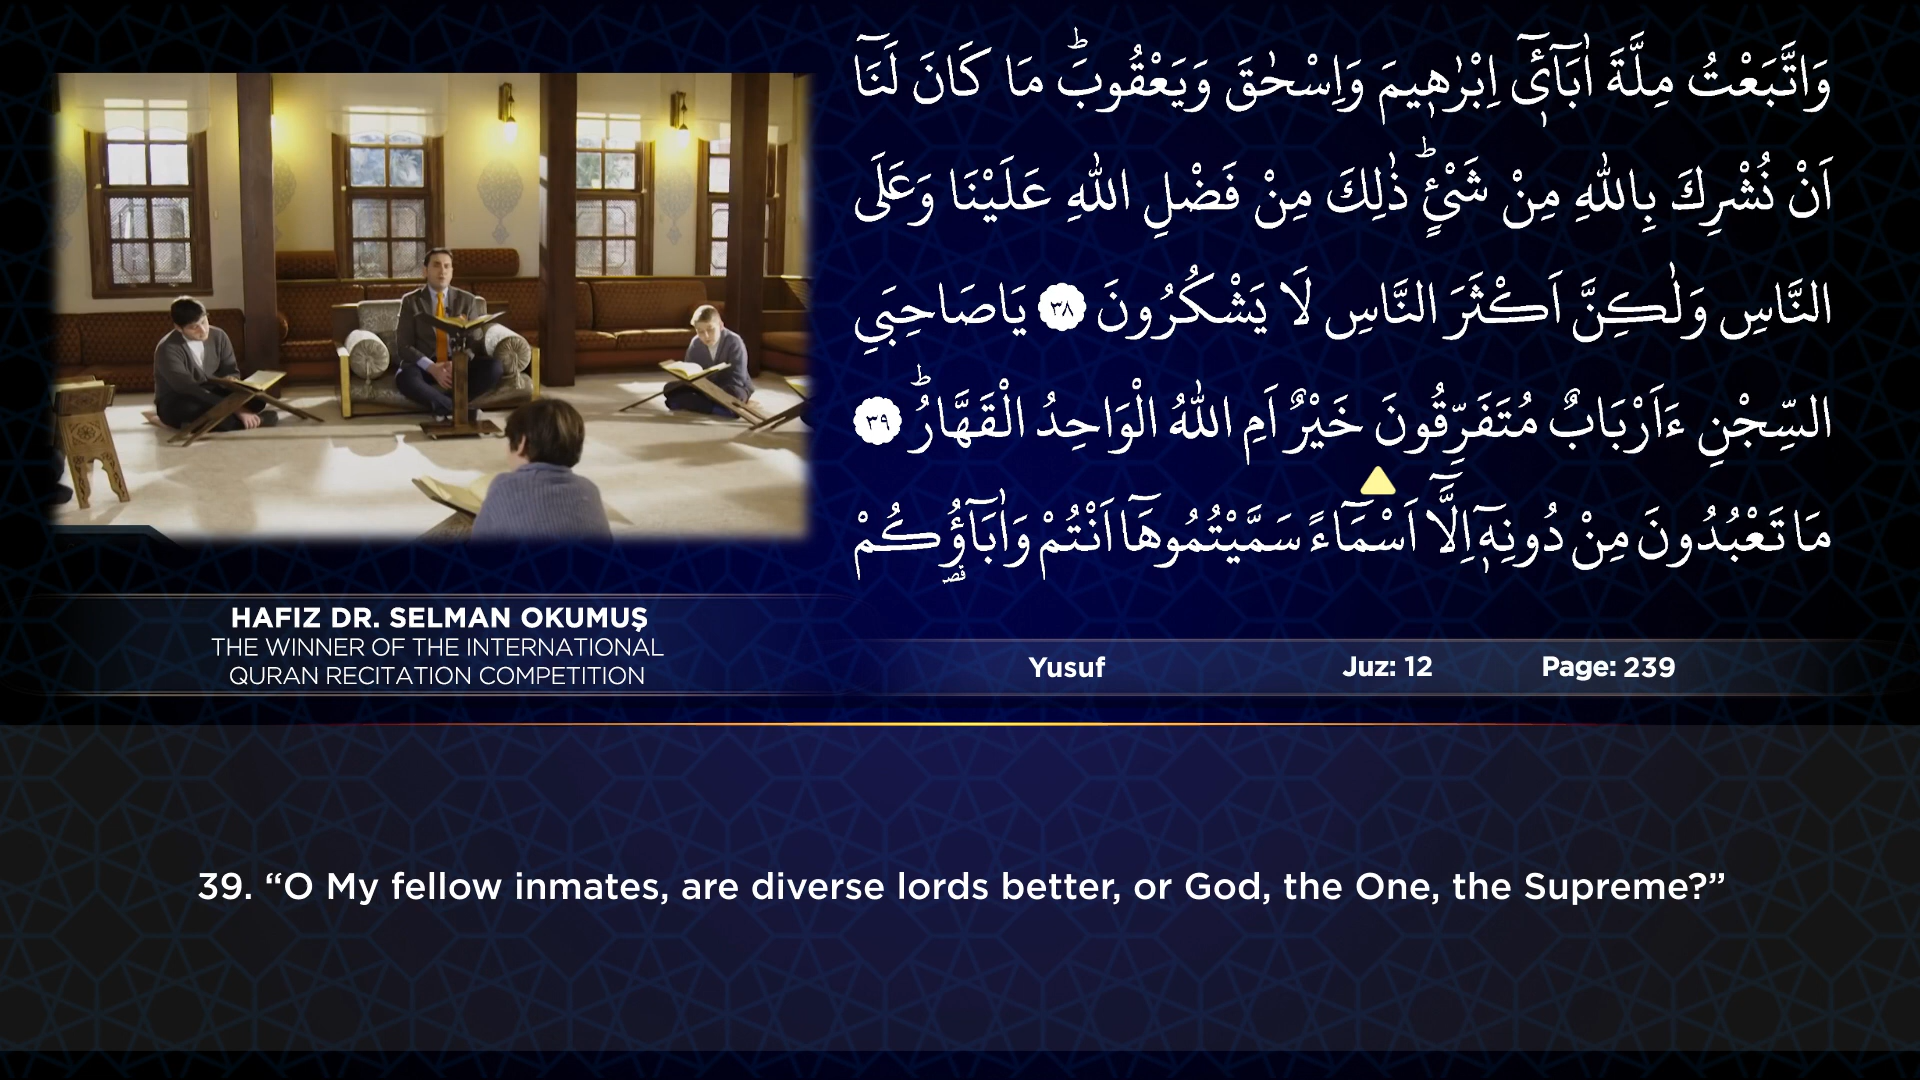 وَاتَّبَعْتُ مِلَّةَ اٰبَٓائ۪ٓي اِبْرٰه۪يمَ وَاِسْحٰقَ وَيَعْقُوبَۜ مَا كَانَ لَنَٓا
اَنْ نُشْرِكَ بِاللّٰهِ مِنْ شَيْءٍۜ ذٰلِكَ مِنْ فَضْلِ اللّٰهِ عَلَيْنَا وَعَلَى
النَّاسِ وَلٰكِنَّ اَكْثَرَ النَّاسِ لَا يَشْكُرُونَ ﴿٣٨﴾ يَاصَاحِبَيِ
السِّجْنِ ءَاَرْبَابٌ مُتَفَرِّقُونَ خَيْرٌ اَمِ اللّٰهُ الْوَاحِدُ الْقَهَّارُۜ ﴿٣٩﴾
مَا تَعْبُدُونَ مِنْ دُونِه۪ٓ اِلَّٓا اَسْمَٓاءً سَمَّيْتُمُوهَٓا اَنْتُمْ وَاٰبَٓاؤُ۬كُمْ
HAFIZ DR. SELMAN OKUMUŞ
THE WINNER OF THE INTERNATIONAL
QURAN RECITATION COMPETITION
Yusuf Juz: 12 Page: 239
39. “O My fellow inmates, are diverse lords better, or God, the One, the Supreme?”